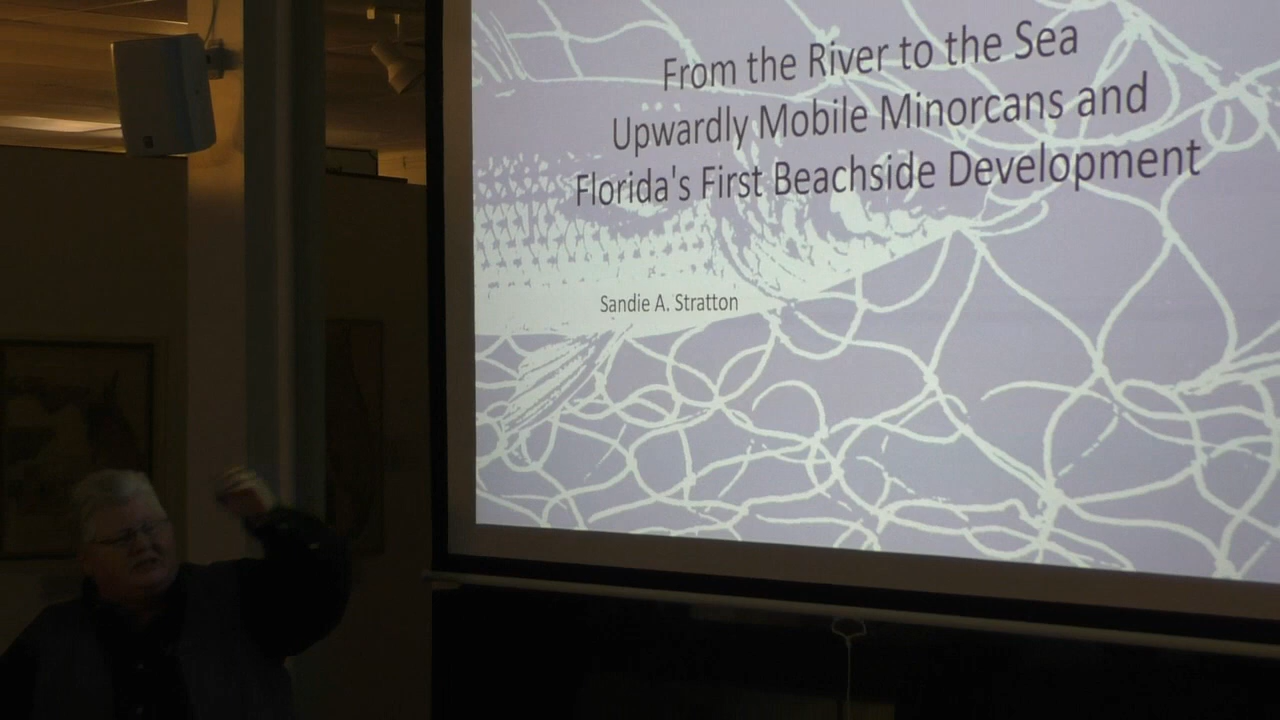 From the River to the Sea
Upwardly Mobile Minorcans and
Florida's First Beachside Development
Sandie A. Stratton